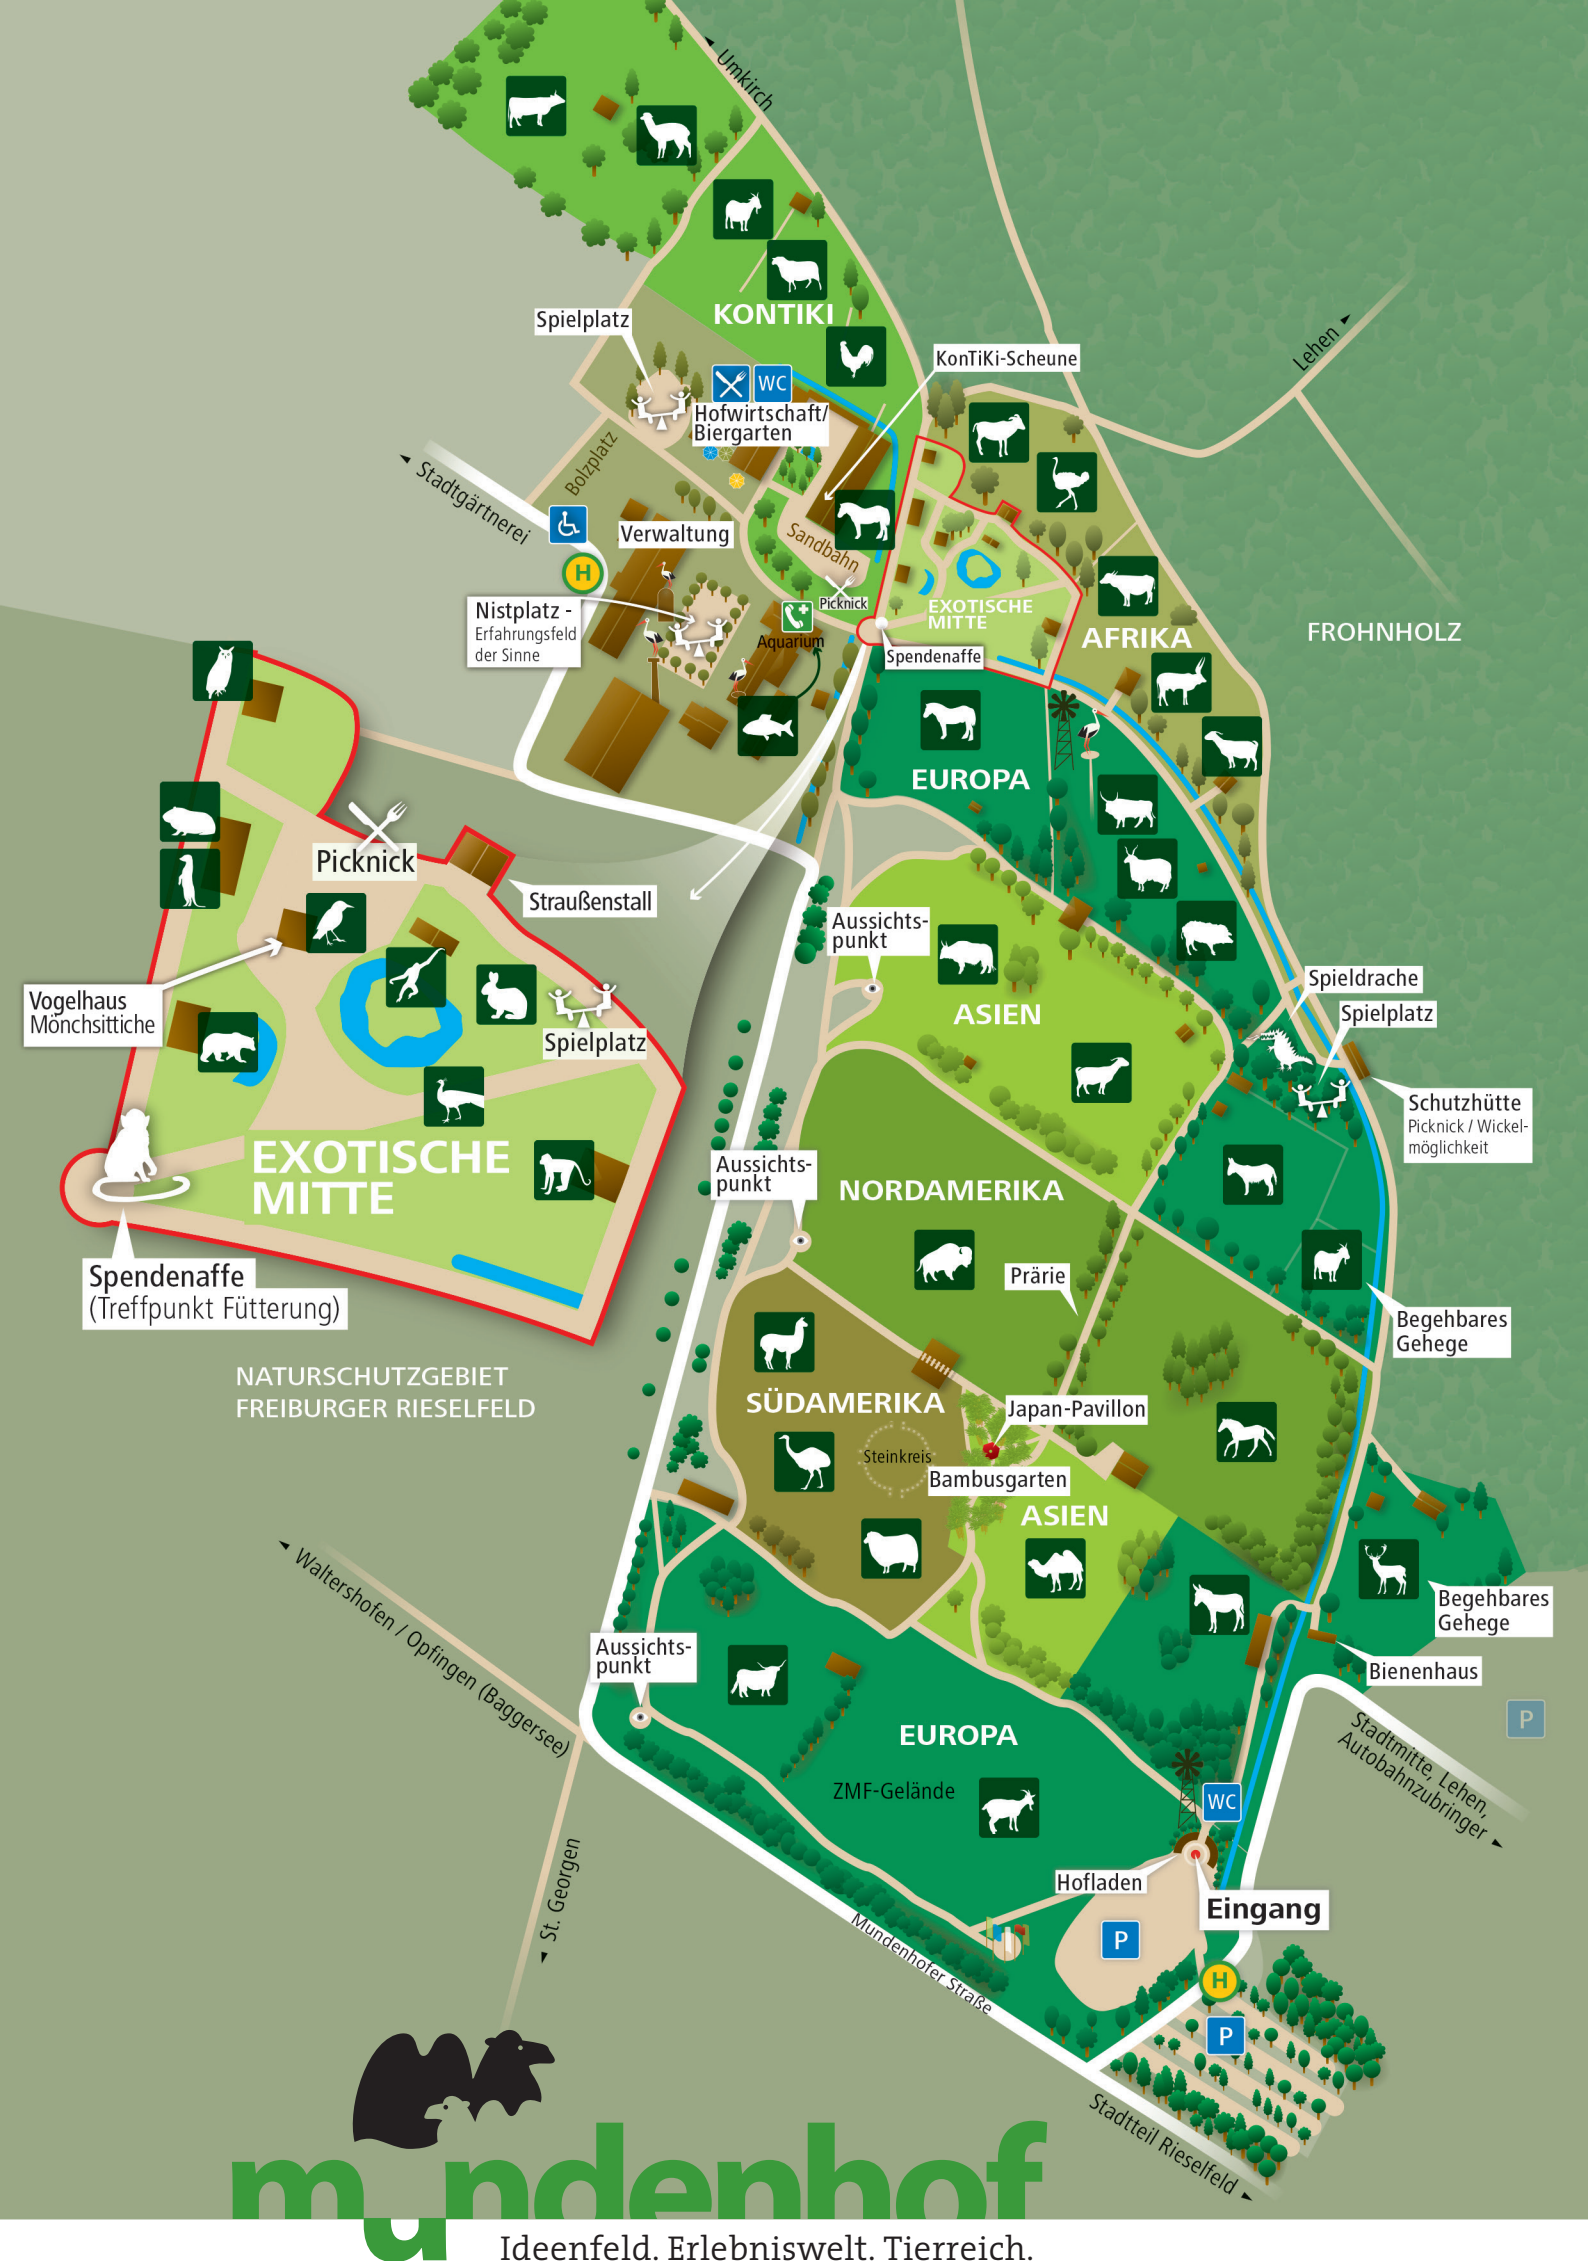 Umkirch
KONTIKI
Spielplatz
KonTiKi-Scheune
Lehen
WC
Hofwirtschaft/
Biergarten
Bolzplatz
Stadtgärtnerei
Verwaltung
Sandbahn
H
Picknick
Nistplatz -
Erfahrungsfeld
der Sinne
EXOTISCHE
MITTE
Aquarium
AFRIKA
FROHNHOLZ
Spendenaffe
EUROPA
Picknick
Straußenstall
Aussichts-
punkt
Vogelhaus
Mönchsittiche
Spielplatz
ASIEN
Spieldrache
Spielplatz
Schutzhütte
Picknick / Wickel-
möglichkeit
EXOTISCHE
MITTE
Aussichts-
punkt
NORDAMERIKA
Spendenaffe
(Treffpunkt Fütterung)
Prärie
Begehbares
Gehege
NATURSCHUTZGEBIET
FREIBURGER RIESELFELD
SÜDAMERIKA
Japan-Pavillon
Steinkreis
Bambusgarten
ASIEN
Waltershofen / Opfingen (Baggersee)
Begehbares
Gehege
Aussichts-
punkt
Bienenhaus
P
Stadtmitte, Lehen,
Autobahnzubringer
EUROPA
ZMF-Gelände
WC
Hofladen
Eingang
St. Georgen
P
Mundenhofer Straße
H
P
Stadtteil Rieselfeld
mundenhof
Ideenfeld. Erlebniswelt. Tierreich.